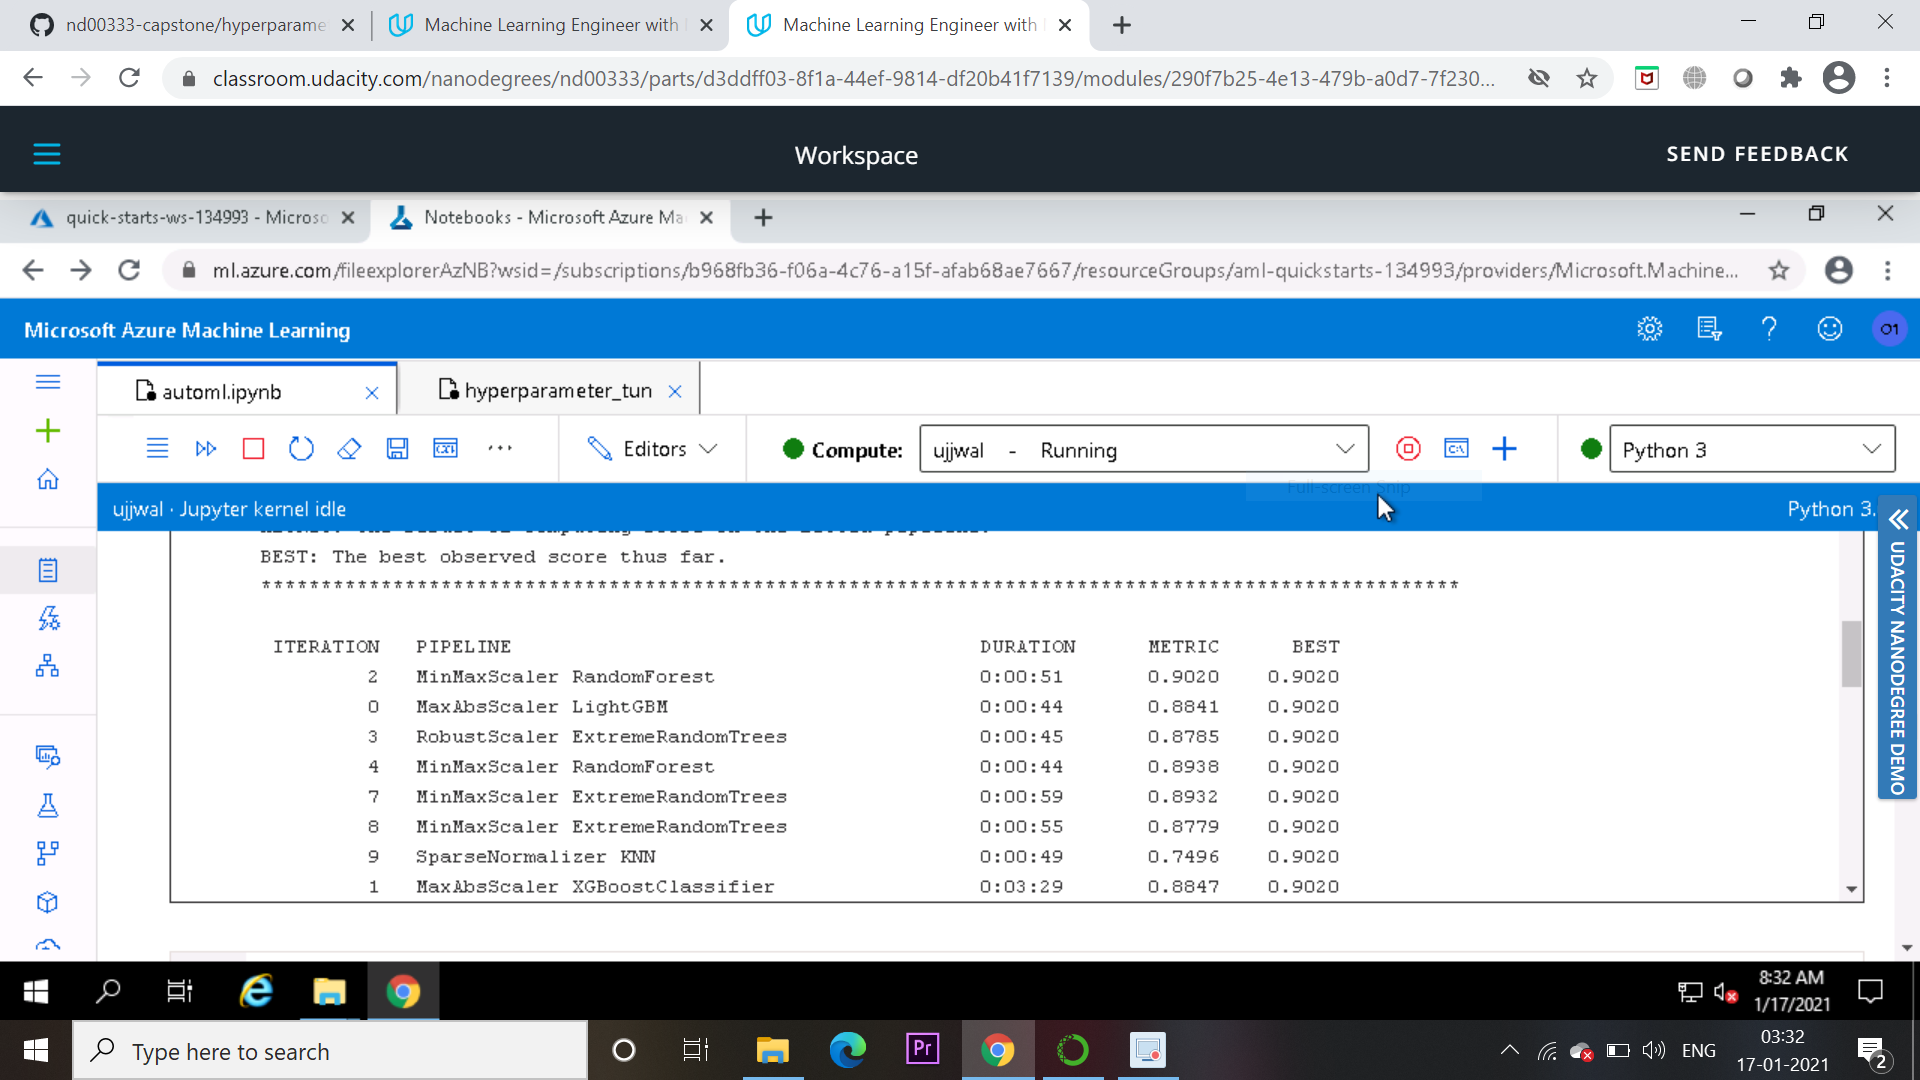 nd00333-capstone/hyperparame
Machine Learning Engineer with
Machine Learning Engineer with
classroom.udacity.com/nanodegrees/nd00333/parts/d3ddff03-8f1a-44ef-9814-df20b41f7139/modules/290f7b25-4e13-479b-a0d7-7f230...
Workspace
SEND FEEDBACK
quick-starts-ws-134993 - Microso
Notebooks - Microsoft Azure Ma
ml.azure.com/fileexplorerAzNB?wsid=/subscriptions/b968fb36-f06a-4c76-a15f-afab68ae7667/resourceGroups/aml-quickstarts-134993/providers/Microsoft.Machine...
Microsoft Azure Machine Learning
01
automl.ipynb
hyperparameter_tun
Editors
Compute:
ujjwal - Running
Python 3
Full-screen Snip
ujjwal · Jupyter kernel idle
Python 3.
BEST: The best observed score thus far.
****************************************************************************************************
ITERATION PIPELINE DURATION METRIC BEST
2 MinMaxScaler RandomForest 0:00:51 0.9020 0.9020
0 MaxAbsScaler LightGBM 0:00:44 0.8841 0.9020
3 RobustScaler ExtremeRandomTrees 0:00:45 0.8785 0.9020
4 MinMaxScaler RandomForest 0:00:44 0.8938 0.9020
7 MinMaxScaler ExtremeRandomTrees 0:00:59 0.8932 0.9020
8 MinMaxScaler ExtremeRandomTrees 0:00:55 0.8779 0.9020
9 SparseNormalizer KNN 0:00:49 0.7496 0.9020
1 MaxAbsScaler XGBoostClassifier 0:03:29 0.8847 0.9020
UDACITY NANODEGREE DEMO
8:32 AM
1/17/2021
Type here to search
Pr
ENG
03:32
17-01-2021
2